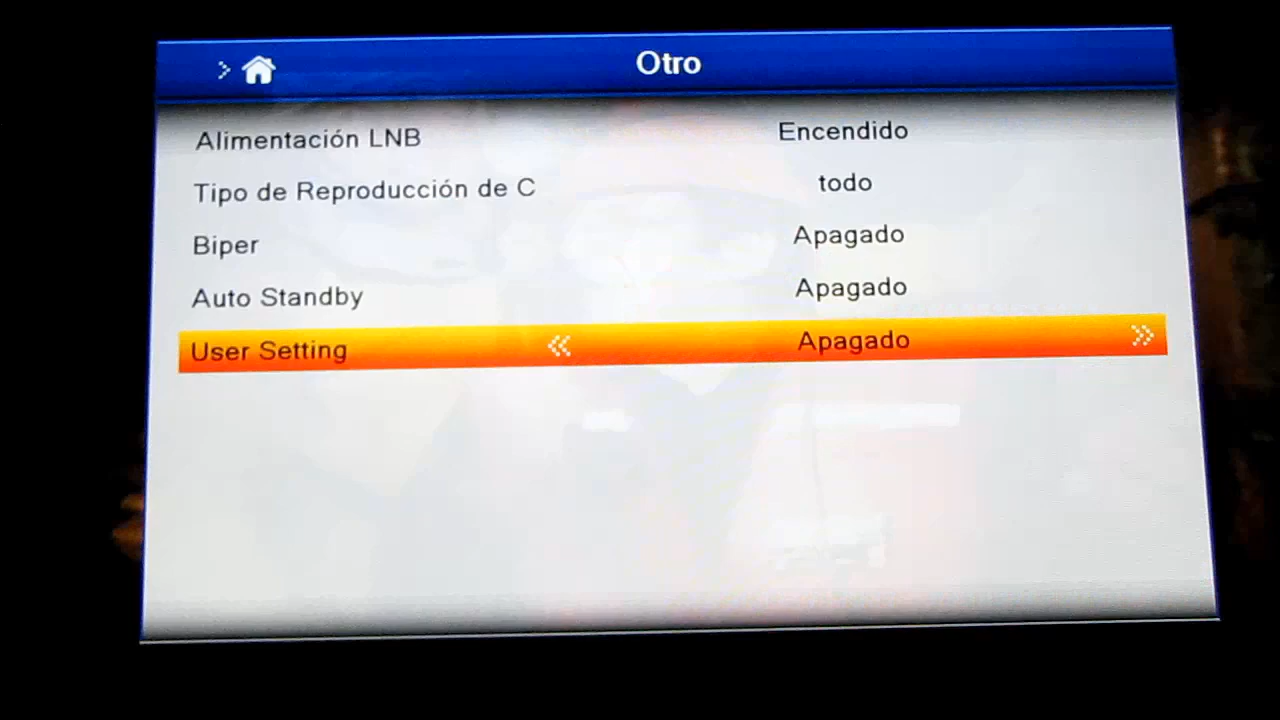 Otro
Alimentación LNB Encendido
Tipo de Reproducción de C todo
Biper Apagado
Auto Standby Apagado
User Setting Apagado